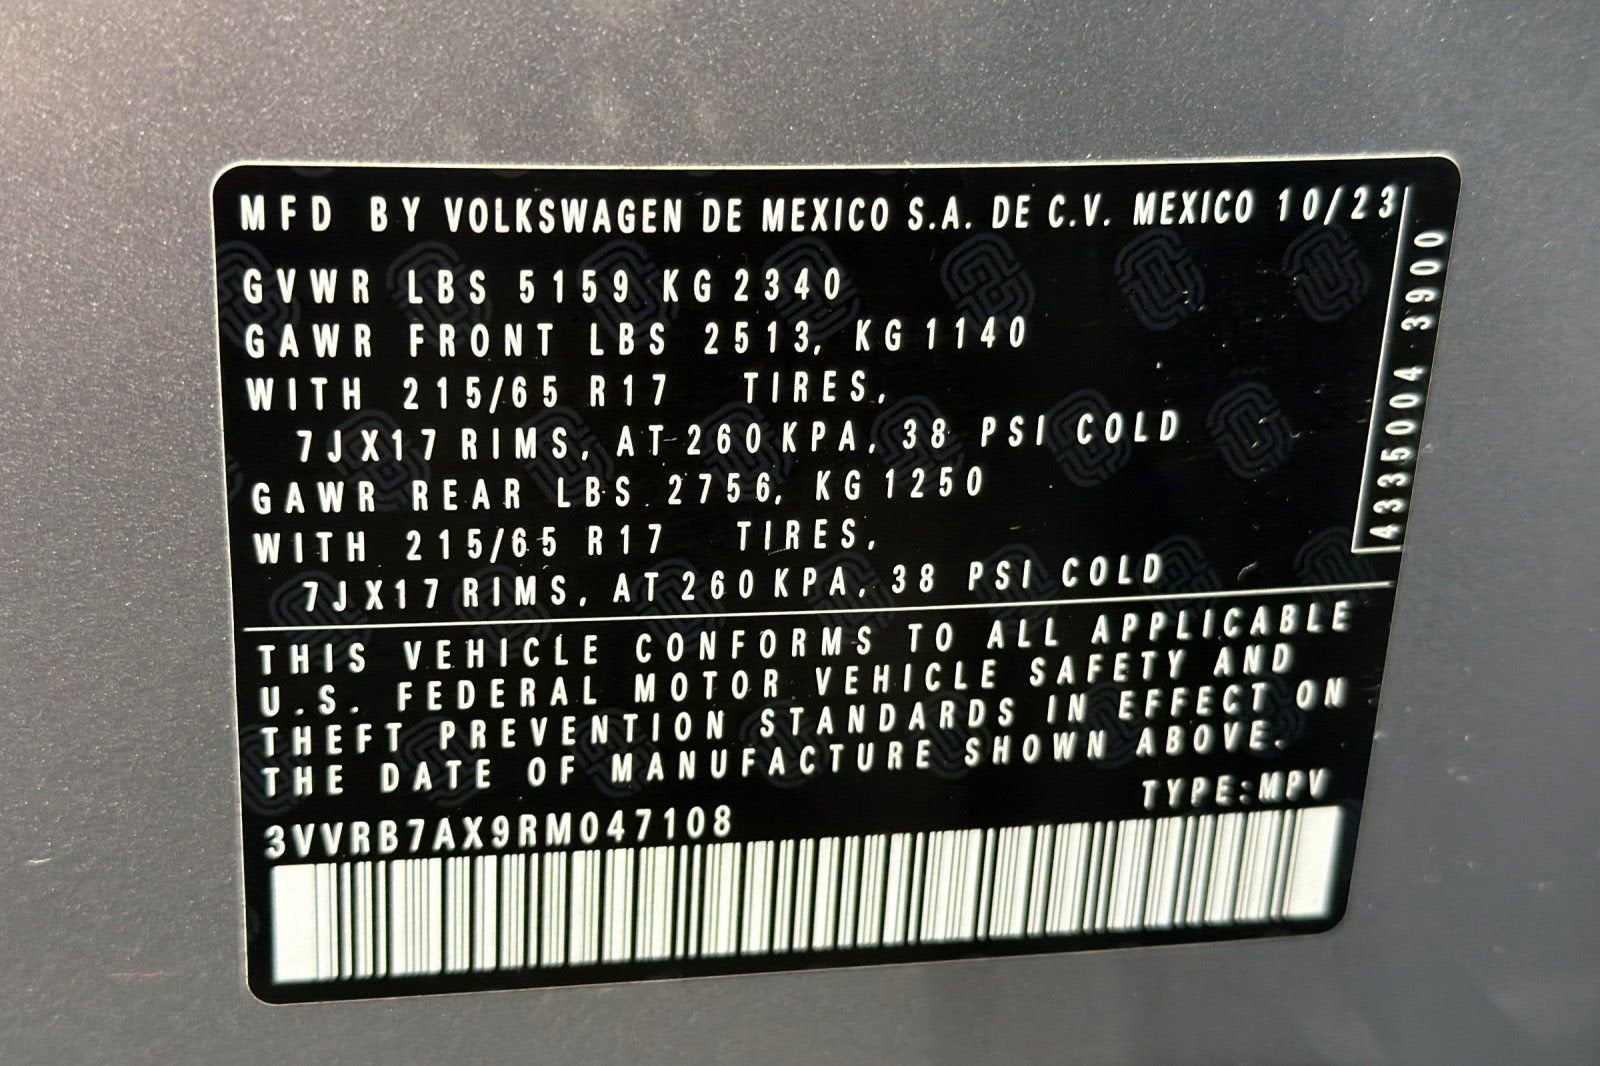 MFD BY VOLKSWAGEN DE MEXICO S.A. DE C.V. MEXICO 10/23
GVWR LBS 5159 KG 2340
GAWR FRONT LBS 2513, KG 1140
WITH 215/65 R17 TIRES,
7JX17 RIMS, AT 260 KPA, 38 PSI COLD
GAWR REAR LBS 2756, KG 1250
WITH 215/65 R17 TIRES,
7JX17 RIMS, AT 260 KPA, 38 PSI COLD
4335004 3900
THIS VEHICLE CONFORMS TO ALL APPLICABLE
U.S. FEDERAL MOTOR VEHICLE SAFETY AND
THEFT PREVENTION STANDARDS IN EFFECT ON
THE DATE OF MANUFACTURE SHOWN ABOVE.
TYPE:MPV
3VVRB7AX9RM047108